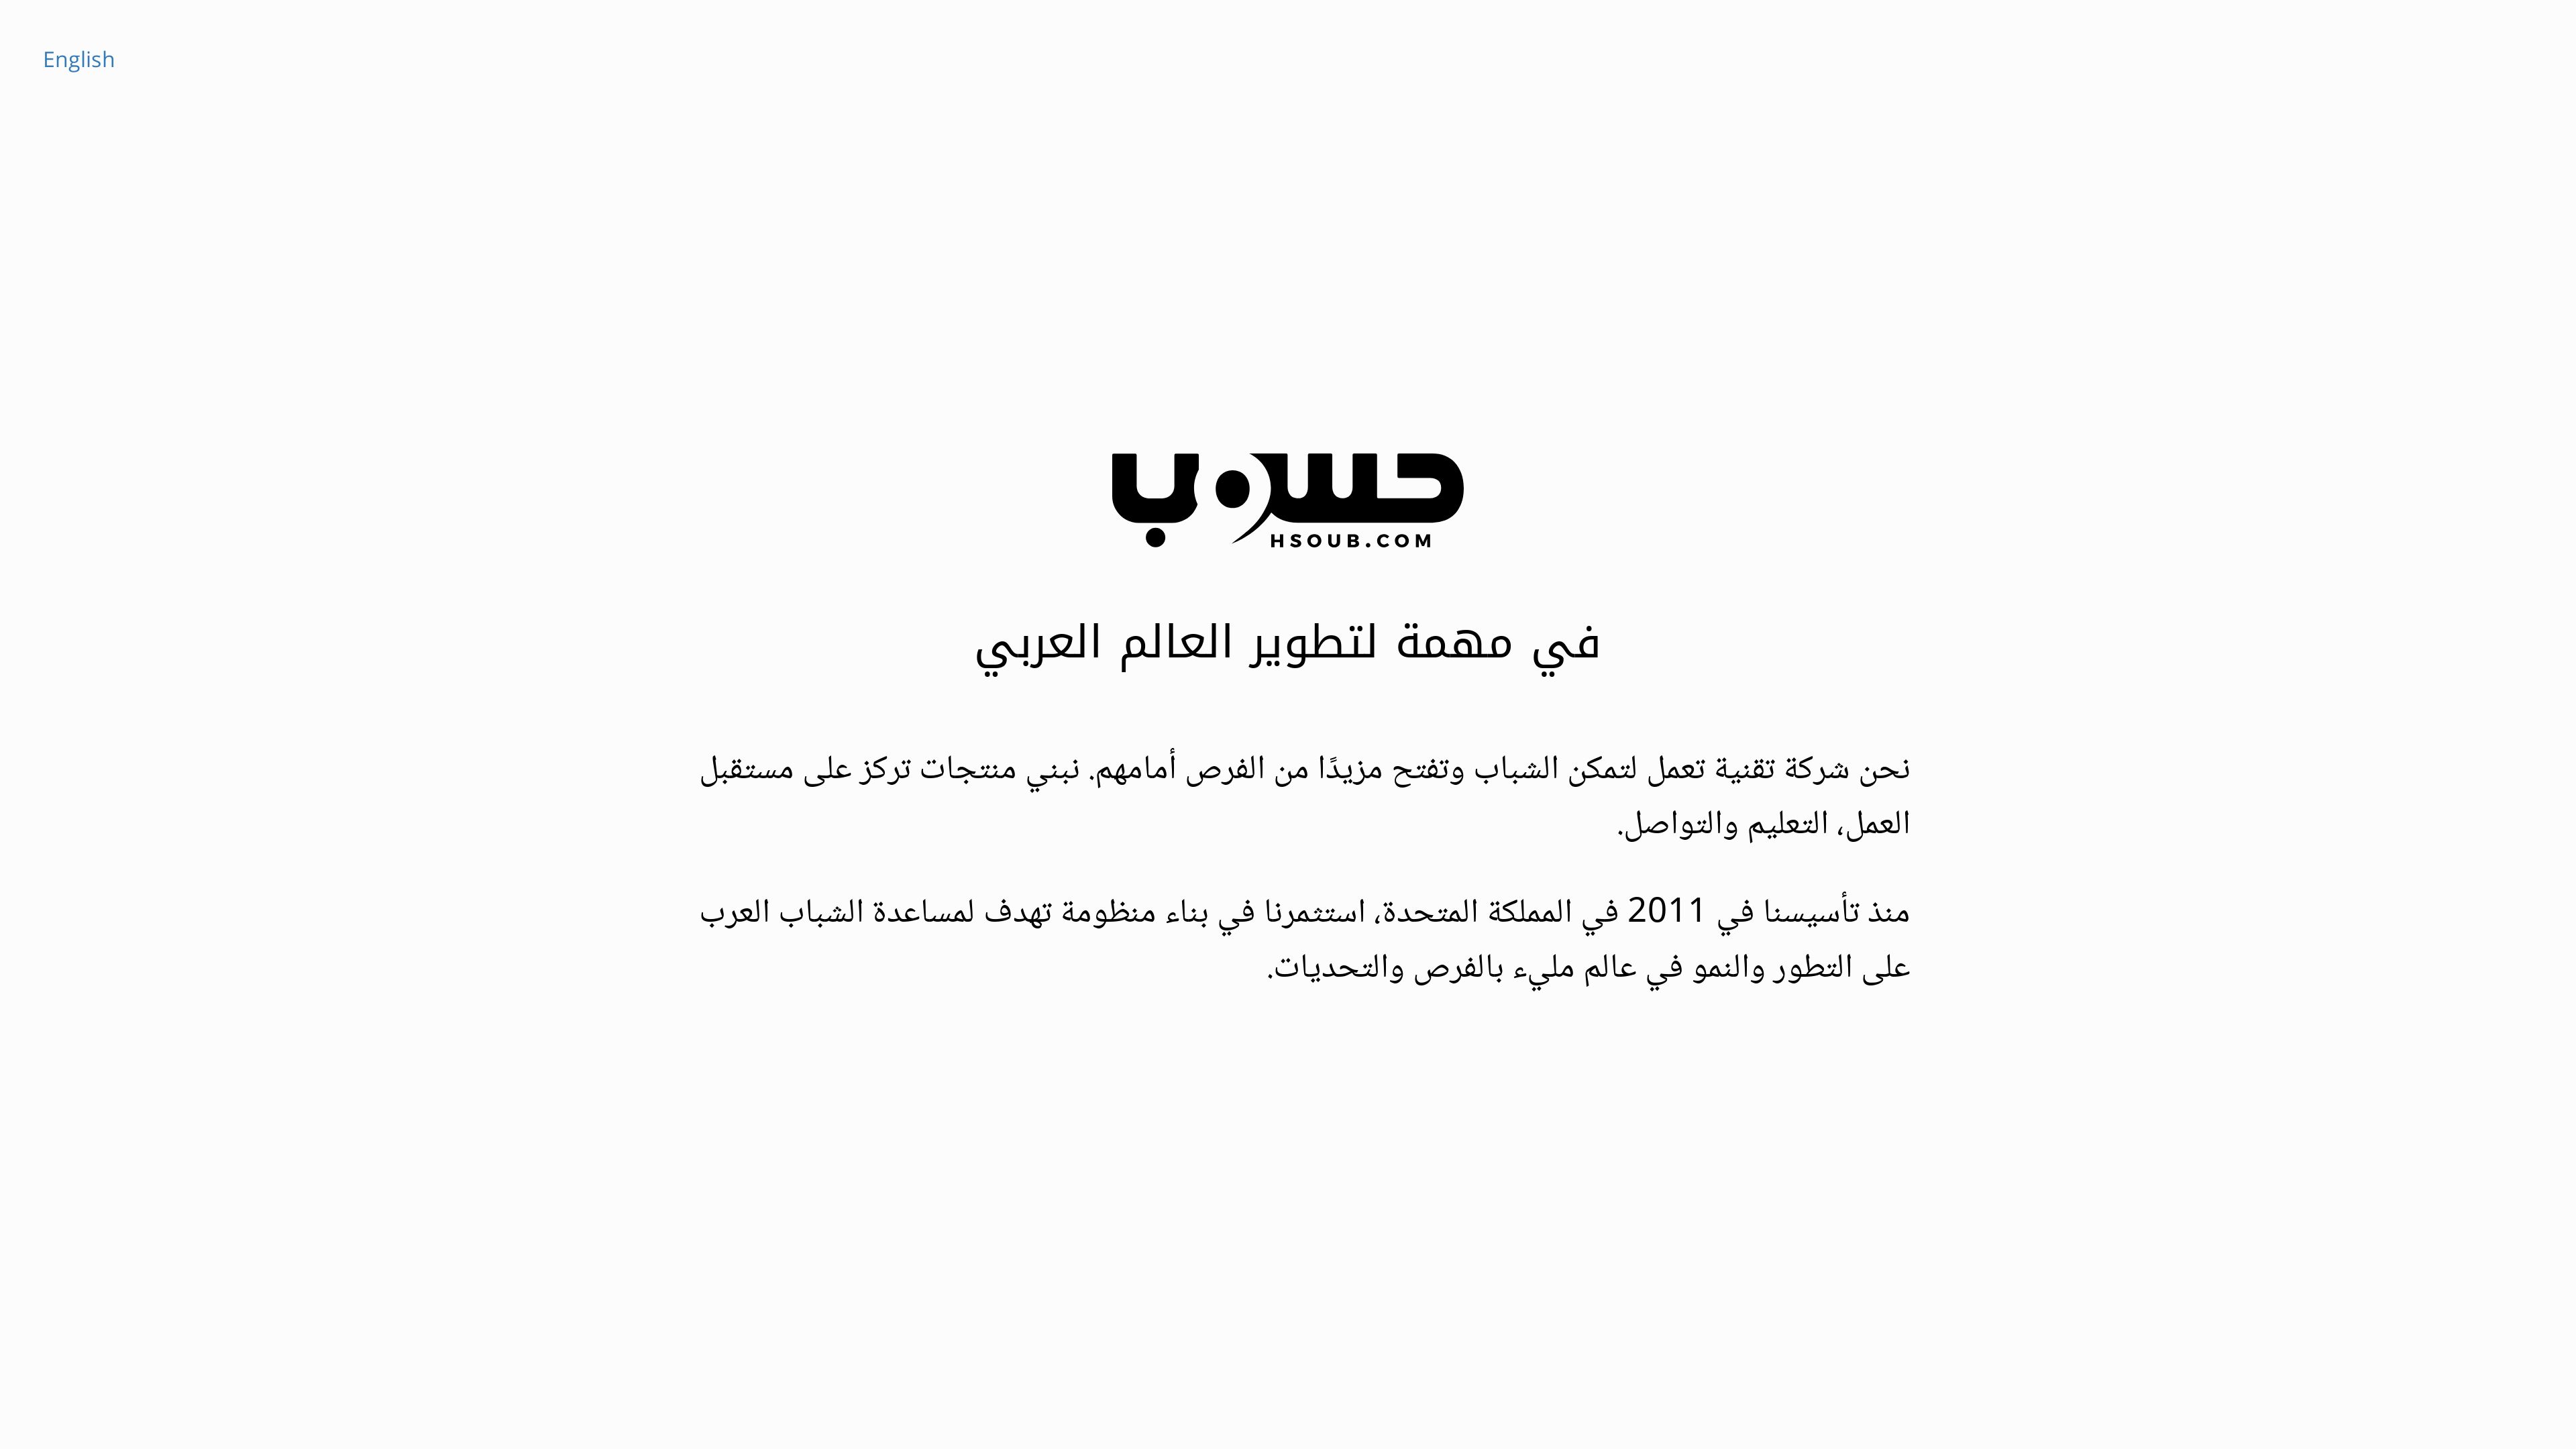 English
حسوب
HSOUB.COM
في مهمة لتطوير العالم العربي
نحن شركة تقنية تعمل لتمكن الشباب وتفتح مزيدًا من الفرص أمامهم. نبني منتجات تركز على مستقبل
العمل، التعليم والتواصل.
منذ تأسيسنا في 2011 في المملكة المتحدة، استثمرنا في بناء منظومة تهدف لمساعدة الشباب العرب
على التطور والنمو في عالم مليء بالفرص والتحديات.